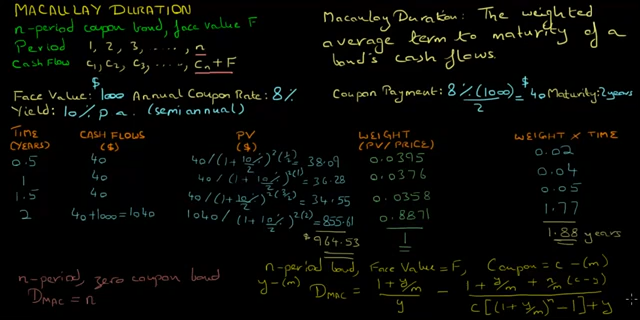 MACAULAY DURATION
n-period coupon bond, face value F
Period 1, 2, 3, ....., n
Cash Flow C₁, C₂, C₃, ...., Cₙ + F
Macaulay Duration: The weighted
average term to maturity of a
bond's cash flows.
Face Value: $1000 Annual Coupon Rate: 8% Coupon Payment: 8%(1000)/2 = $40 Maturity: 2 years
Yield: 10% p a. (semiannual)
TIME (YEARS) CASH FLOWS ($) PV ($) WEIGHT (PV/PRICE) WEIGHT X TIME
0.5 40 40/(1+10%/2)^2(1/2) = 38.09 0.0395 0.02
1 40 40/(1+10%/2)^2(1) = 36.28 0.0376 0.04
1.5 40 40/(1+10%/2)^2(3/2) = 34.55 0.0358 0.05
2 40+1000=1040 1040/(1+10%/2)^2(2) = 855.61 0.8871 1.77
$964.53 1 1.88 years
n-period, zero coupon bond
D_MAC = n
n-period bond, Face Value = F, Coupon = c - (m)
y - (m) D_MAC = (1 + y/m)/y - (1 + y/m + n/m (c-y))/(c[(1 + y/m)^n - 1] + y)